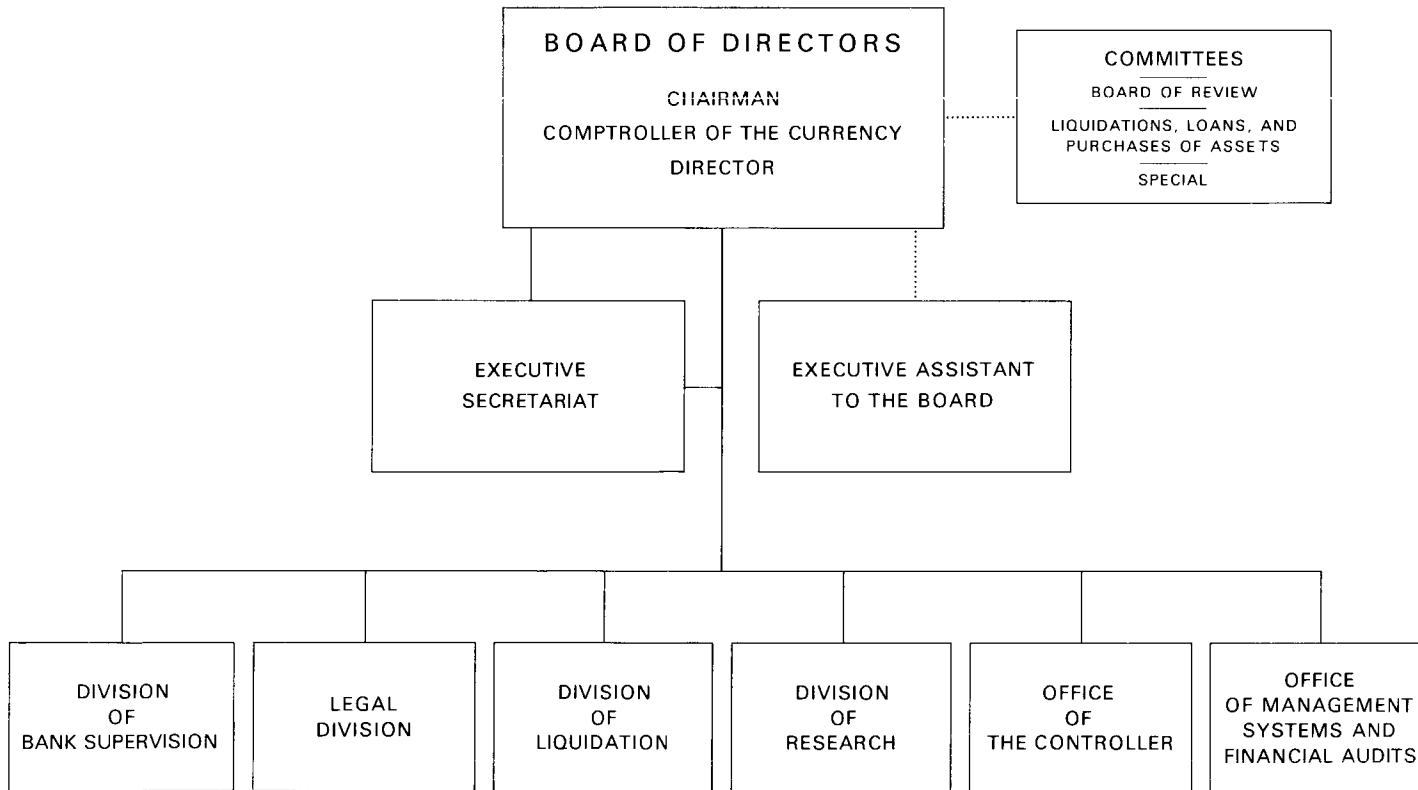 BOARD OF DIRECTORS
CHAIRMAN
COMPTROLLER OF THE CURRENCY
DIRECTOR
COMMITTEES
BOARD OF REVIEW
LIQUIDATIONS, LOANS, AND
PURCHASES OF ASSETS
SPECIAL
EXECUTIVE
SECRETARIAT
EXECUTIVE ASSISTANT
TO THE BOARD
DIVISION
OF
BANK SUPERVISION
LEGAL
DIVISION
DIVISION
OF
LIQUIDATION
DIVISION
OF
RESEARCH
OFFICE
OF
THE CONTROLLER
OFFICE
OF MANAGEMENT
SYSTEMS AND
FINANCIAL AUDITS